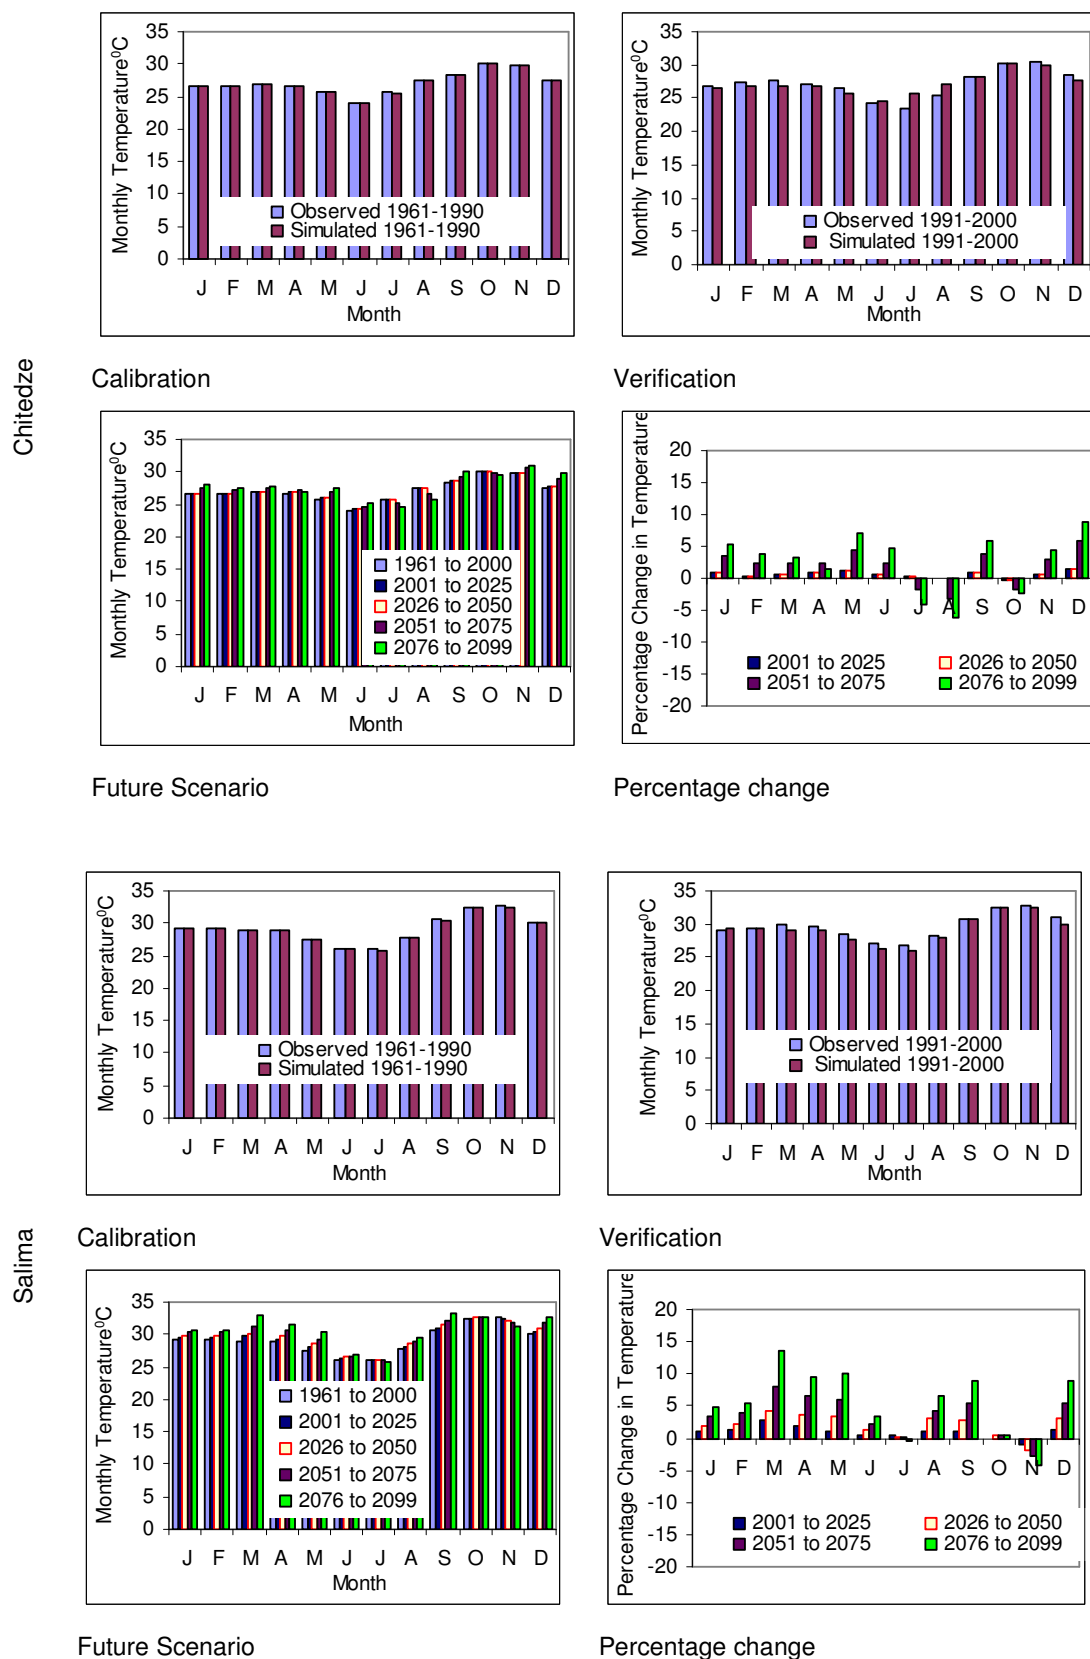 Chitedze
Monthly Temperature⁰C
35
30
25
20
15
10
5
0
Observed 1961-1990
Simulated 1961-1990
J F M A M J J A S O N D
Month
Calibration
Monthly Temperature⁰C
35
30
25
20
15
10
5
0
Observed 1991-2000
Simulated 1991-2000
J F M A M J J A S O N D
Month
Verification
Monthly Temperature⁰C
35
30
25
20
15
10
5
0
1961 to 2000
2001 to 2025
2026 to 2050
2051 to 2075
2076 to 2099
J F M A M J J A S O N D
Month
Future Scenario
Percentage Change in Temperature
20
15
10
5
0
-5
-10
-15
-20
J F M A M J J A S O N D
2001 to 2025 2026 to 2050
2051 to 2075 2076 to 2099
Percentage change
Salima
Monthly Temperature⁰C
35
30
25
20
15
10
5
0
Observed 1961-1990
Simulated 1961-1990
J F M A M J J A S O N D
Month
Calibration
Monthly Temperature⁰C
35
30
25
20
15
10
5
0
Observed 1991-2000
Simulated 1991-2000
J F M A M J J A S O N D
Month
Verification
Monthly Temperature⁰C
35
30
25
20
15
10
5
0
1961 to 2000
2001 to 2025
2026 to 2050
2051 to 2075
2076 to 2099
J F M A M J J A S O N D
Month
Future Scenario
Percentage Change in Temperature
20
15
10
5
0
-5
-10
-15
-20
J F M A M J J A S O N D
2001 to 2025 2026 to 2050
2051 to 2075 2076 to 2099
Percentage change